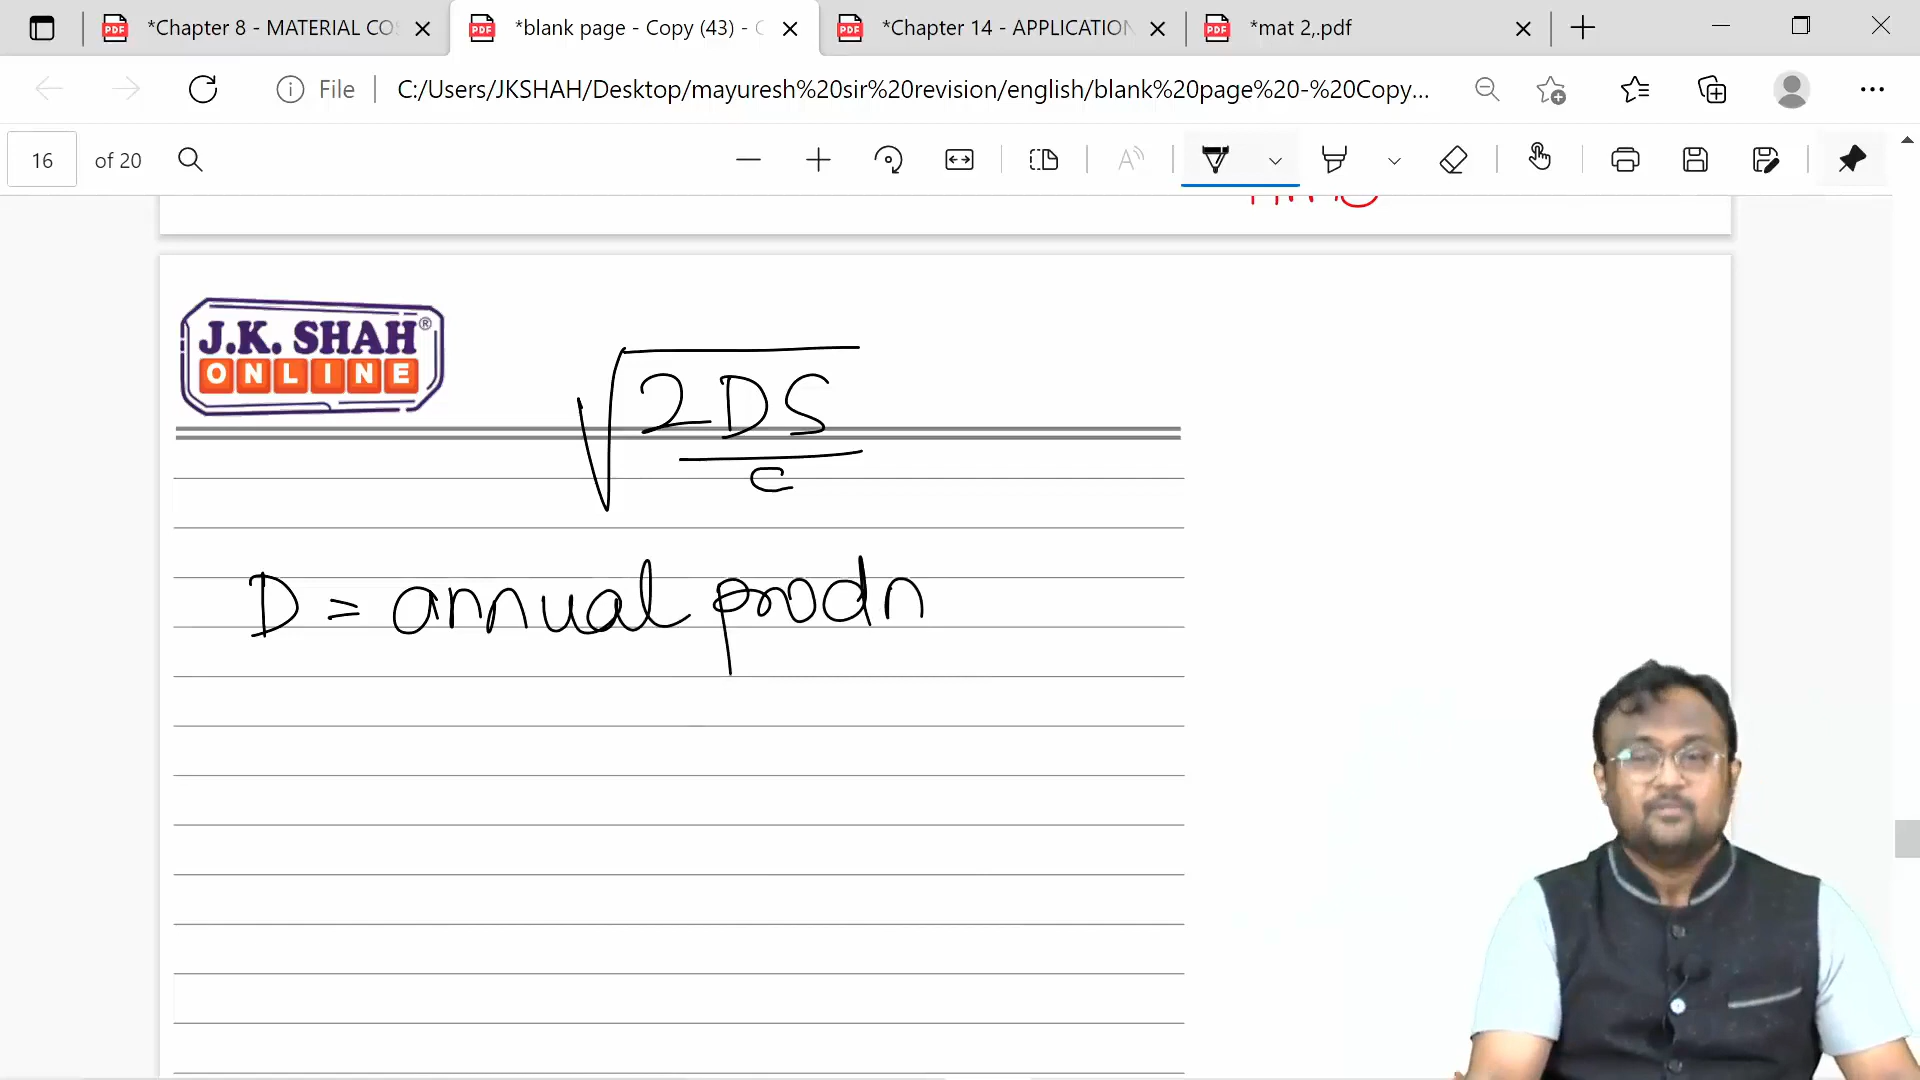 *Chapter 8 - MATERIAL CO
*blank page - Copy (43) - C
*Chapter 14 - APPLICATION
*mat 2,.pdf
File
C:/Users/JKSHAH/Desktop/mayuresh%20sir%20revision/english/blank%20page%20-%20Copy...
16 of 20
J.K. SHAH®
ONLINE
√2DS
c
D = annual prodn